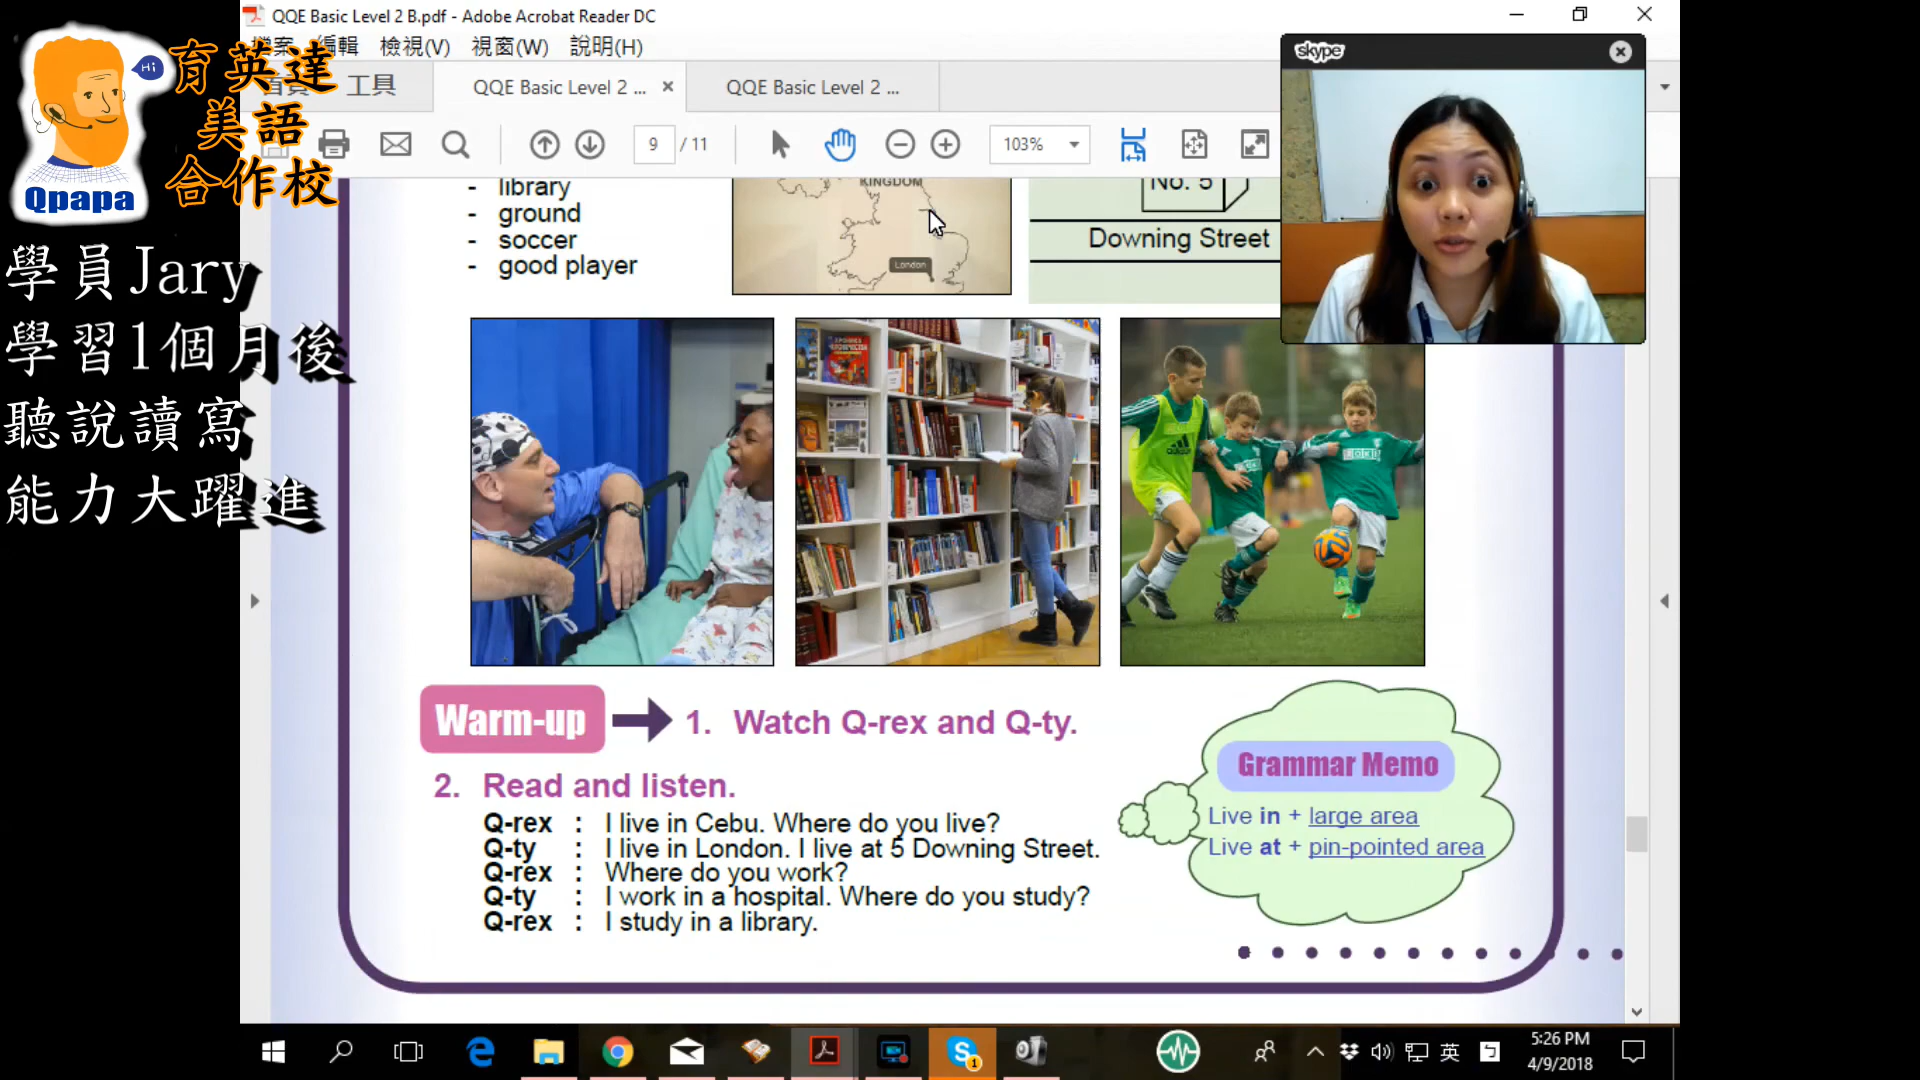 QQE Basic Level 2 B.pdf - Adobe Acrobat Reader DC
編輯 檢視(V) 視窗(W) 說明(H)
Hi
育英達
美語
合作校
Qpapa
學員Jary
學習1個月後
聽說讀寫
能力大躍進
工具
QQE Basic Level 2 ...
QQE Basic Level 2 ...
9 / 11
103%
skype
- library
- ground
- soccer
- good player
KINGDOM
London
No. 5
Downing Street
Warm-up
1. Watch Q-rex and Q-ty.
2. Read and listen.
Q-rex : I live in Cebu. Where do you live?
Q-ty : I live in London. I live at 5 Downing Street.
Q-rex : Where do you work?
Q-ty : I work in a hospital. Where do you study?
Q-rex : I study in a library.
Grammar Memo
Live in + large area
Live at + pin-pointed area
英
5:26 PM
4/9/2018